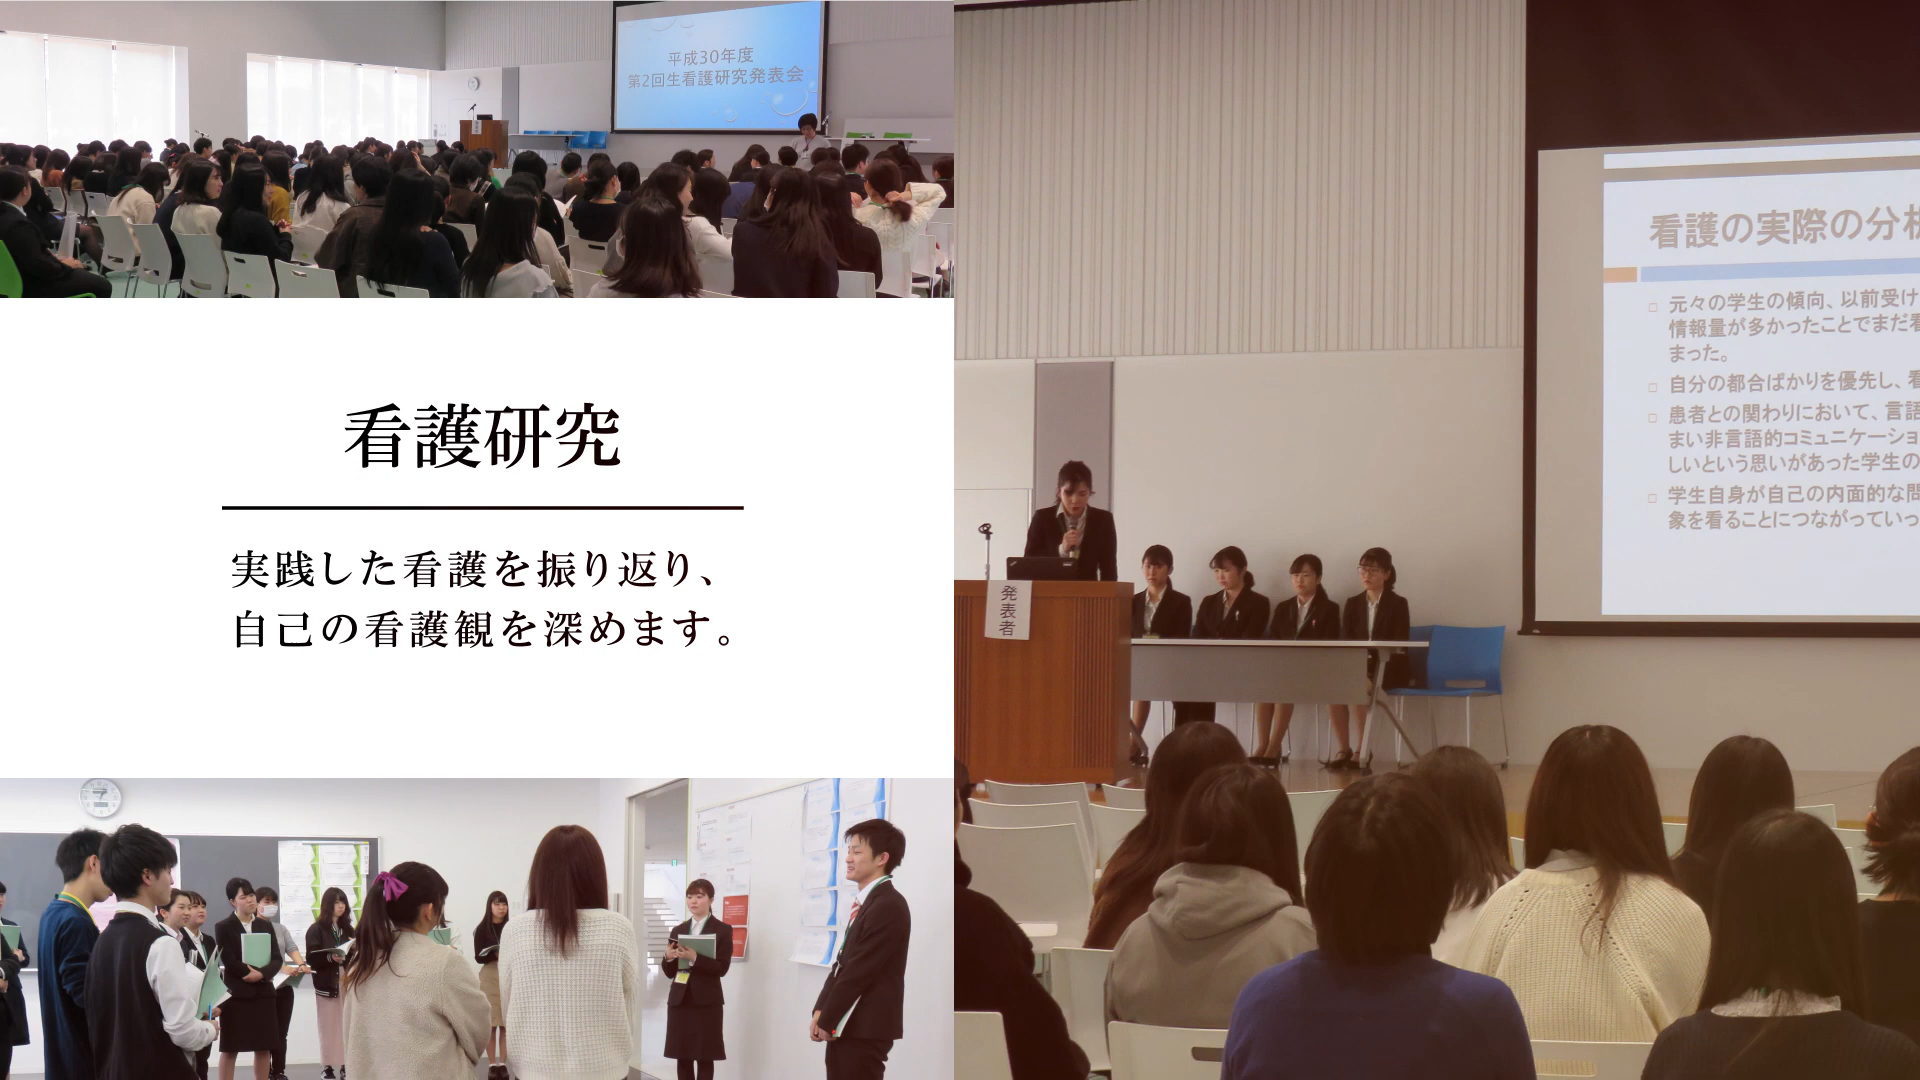 平成30年度
第2回生看護研究発表会
看護研究
実践した看護を振り返り、
自己の看護観を深めます。
発表者
看護の実際の分析
元々の学生の傾向、以前受け
情報量が多かったことでまだ看
まった。
自分の都合ばかりを優先し、看
患者との関わりにおいて、言語
まい非言語的コミュニケーショ
しいという思いがあった学生の
学生自身が自己の内面的な問
象を看ることにつながっていっ